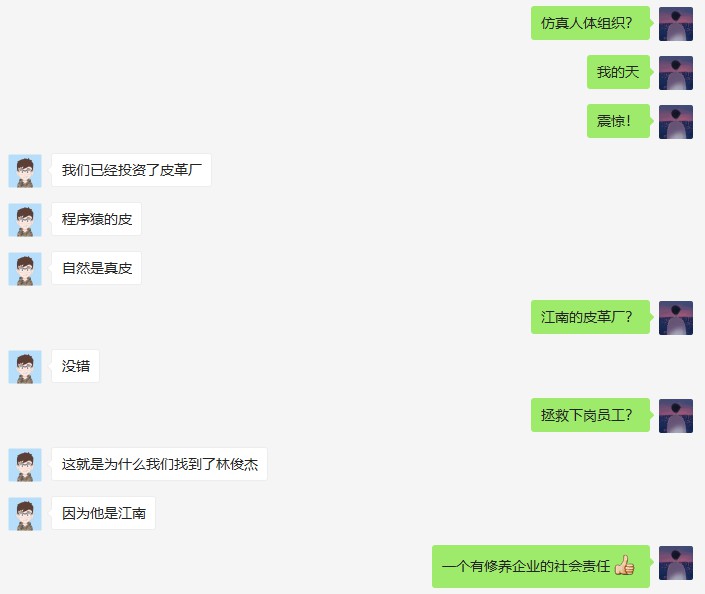 仿真人体组织？
我的天
震惊！
我们已经投资了皮革厂
程序猿的皮
自然是真皮
江南的皮革厂？
没错
拯救下岗员工？
这就是为什么我们找到了林俊杰
因为他是江南
一个有修养企业的社会责任👍